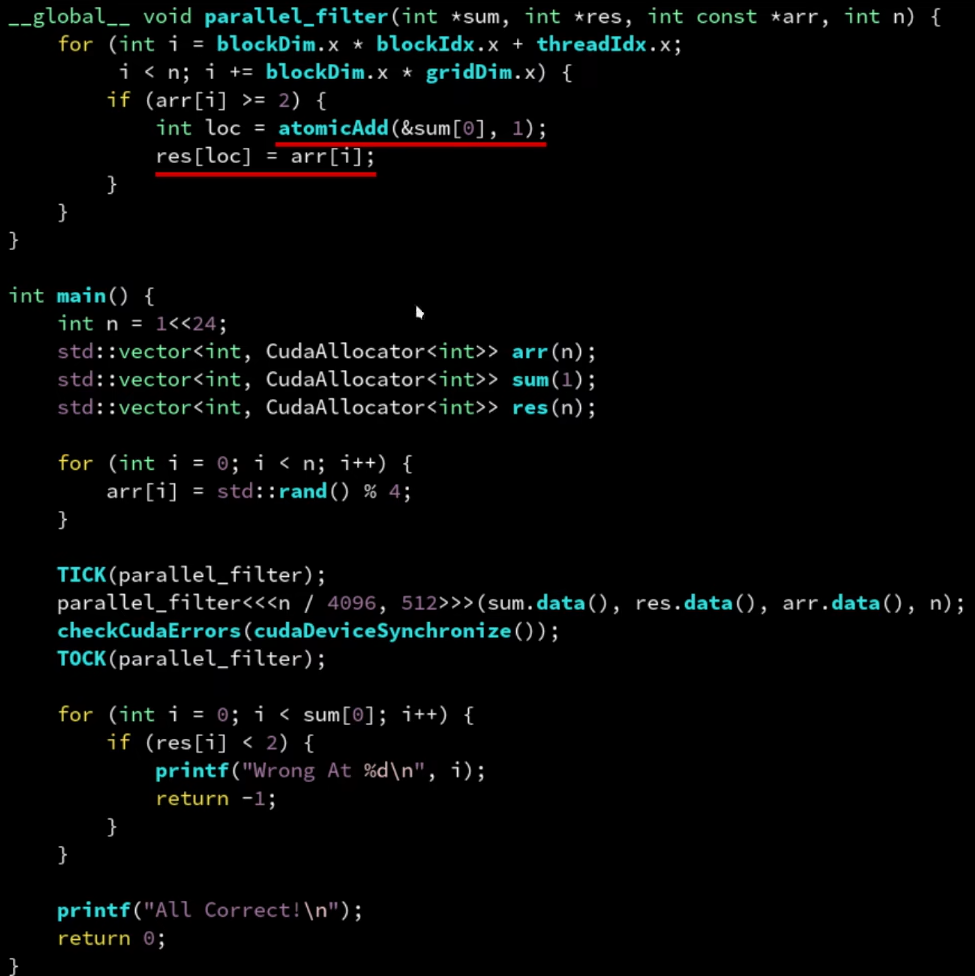 __global__ void parallel_filter(int *sum, int *res, int const *arr, int n) {
    for (int i = blockDim.x * blockIdx.x + threadIdx.x;
         i < n; i += blockDim.x * gridDim.x) {
        if (arr[i] >= 2) {
            int loc = atomicAdd(&sum[0], 1);
            res[loc] = arr[i];
        }
    }
}

int main() {
    int n = 1<<24;
    std::vector<int, CudaAllocator<int>> arr(n);
    std::vector<int, CudaAllocator<int>> sum(1);
    std::vector<int, CudaAllocator<int>> res(n);

    for (int i = 0; i < n; i++) {
        arr[i] = std::rand() % 4;
    }

    TICK(parallel_filter);
    parallel_filter<<<n / 4096, 512>>>(sum.data(), res.data(), arr.data(), n);
    checkCudaErrors(cudaDeviceSynchronize());
    TOCK(parallel_filter);

    for (int i = 0; i < sum[0]; i++) {
        if (res[i] < 2) {
            printf("Wrong At %d\n", i);
            return -1;
        }
    }

    printf("All Correct!\n");
    return 0;
}